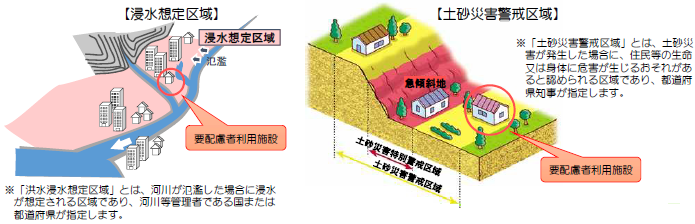 【浸水想定区域】
浸水想定区域
氾濫
要配慮者利用施設
※「洪水浸水想定区域」とは、河川が氾濫した場合に浸水
が想定される区域であり、河川等管理者である国または
都道府県が指定します。
【土砂災害警戒区域】
※「土砂災害警戒区域」とは、土砂災
害が発生した場合に、住民等の生命
又は身体に危害が生じるおそれがあ
ると認められる区域であり、都道府
県知事が指定します。
急傾斜地
土砂災害特別警戒区域
土砂災害警戒区域
要配慮者利用施設